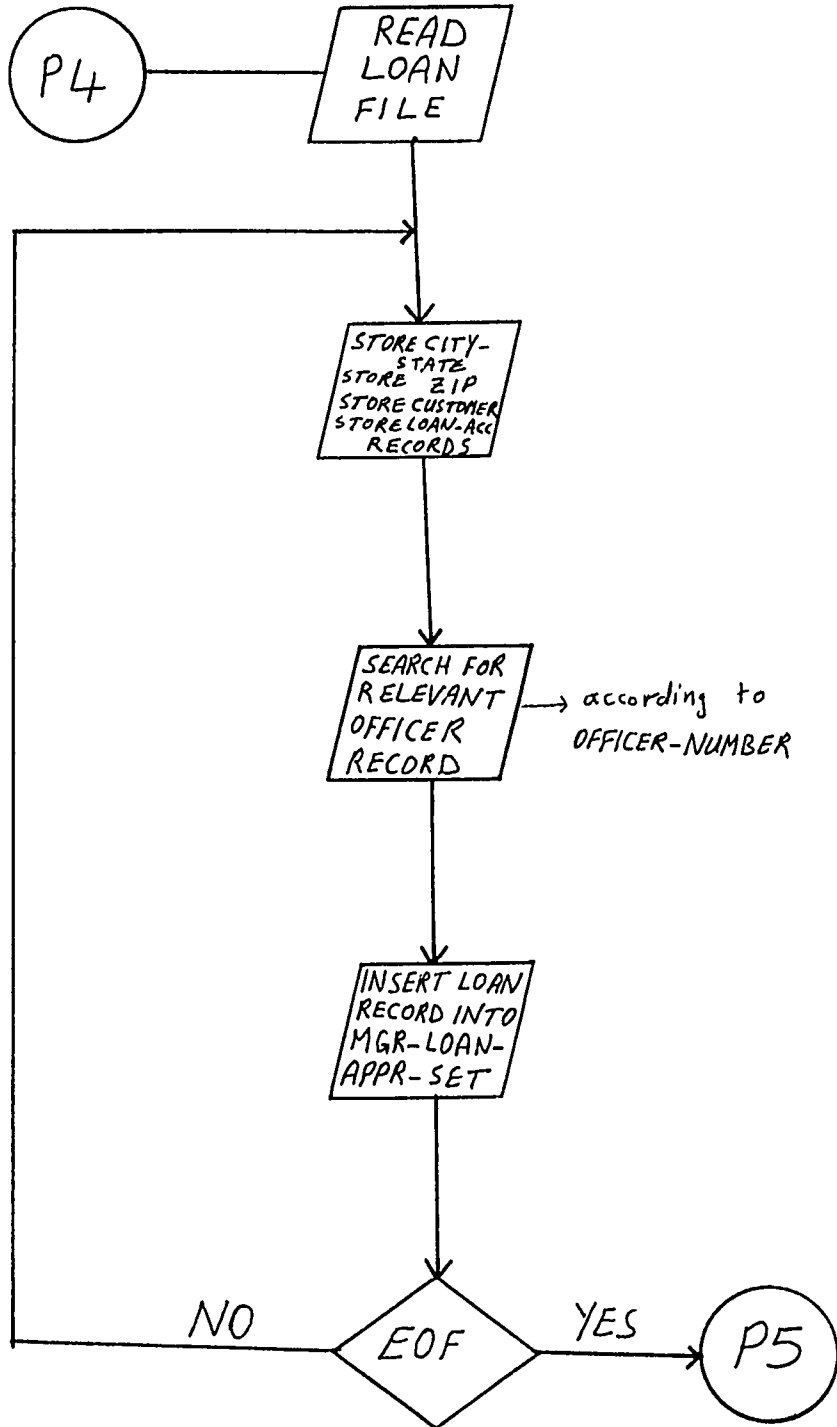 P4
READ
LOAN
FILE
STORE CITY-
STATE
STORE ZIP
STORE CUSTOMER
STORE LOAN-ACC
RECORDS
SEARCH FOR
RELEVANT
OFFICER
RECORD
according to
OFFICER-NUMBER
INSERT LOAN
RECORD INTO
MGR-LOAN-
APPR-SET
EOF
NO
YES
P5